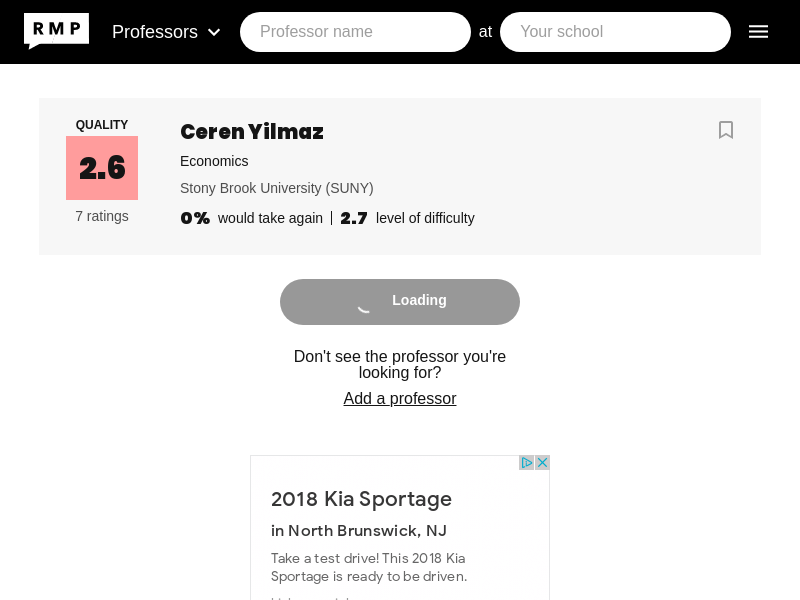 RMP
Professors
Professor name
at
Your school
QUALITY
2.6
7 ratings
Ceren Yilmaz
Economics
Stony Brook University (SUNY)
0% would take again | 2.7 level of difficulty
Loading
Don't see the professor you're
looking for?
Add a professor
2018 Kia Sportage
in North Brunswick, NJ
Take a test drive! This 2018 Kia
Sportage is ready to be driven.